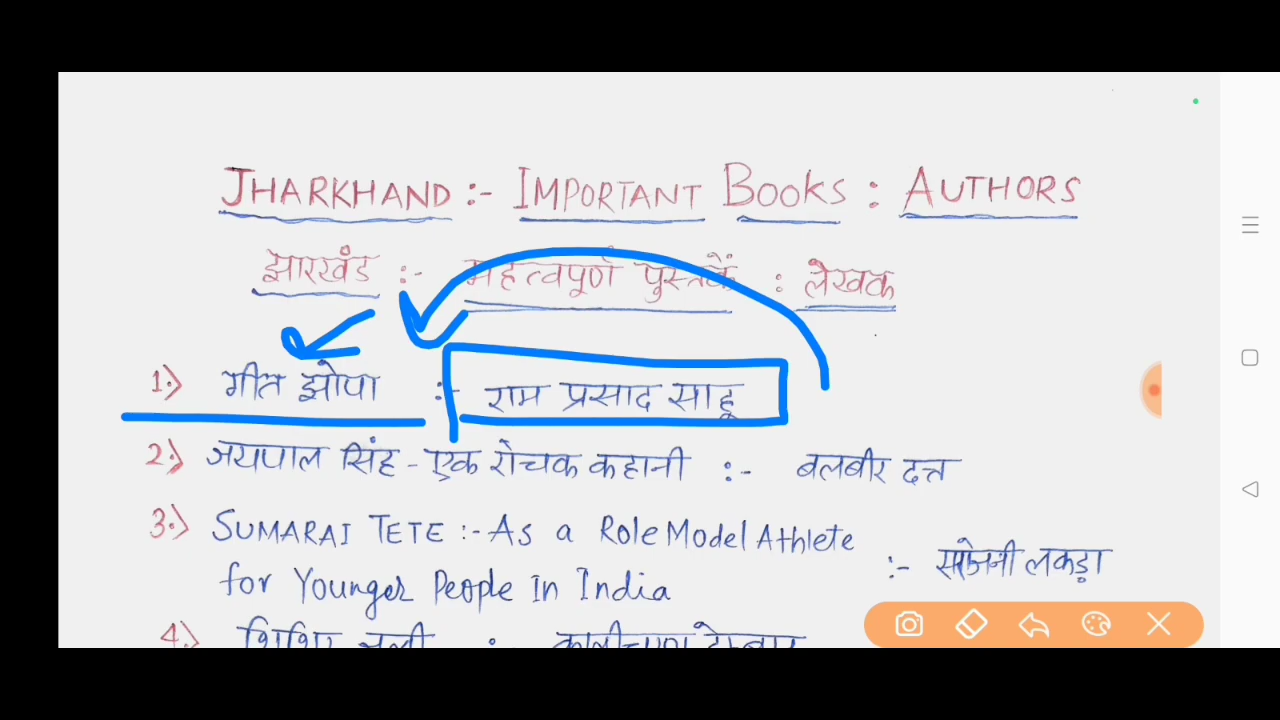 JHARKHAND :- IMPORTANT BOOKS : AUTHORS
झारखंड :- महत्वपूर्ण पुस्तकें : लेखक
1.) गीत झोपा :- राम प्रसाद साहू
2.) जयपाल सिंह - एक रोचक कहानी :- बलबीर दत्त
3.) SUMARAI TETE :- As a Role Model Athlete
for Younger People In India :- सरोजनी लकड़ा
4.)